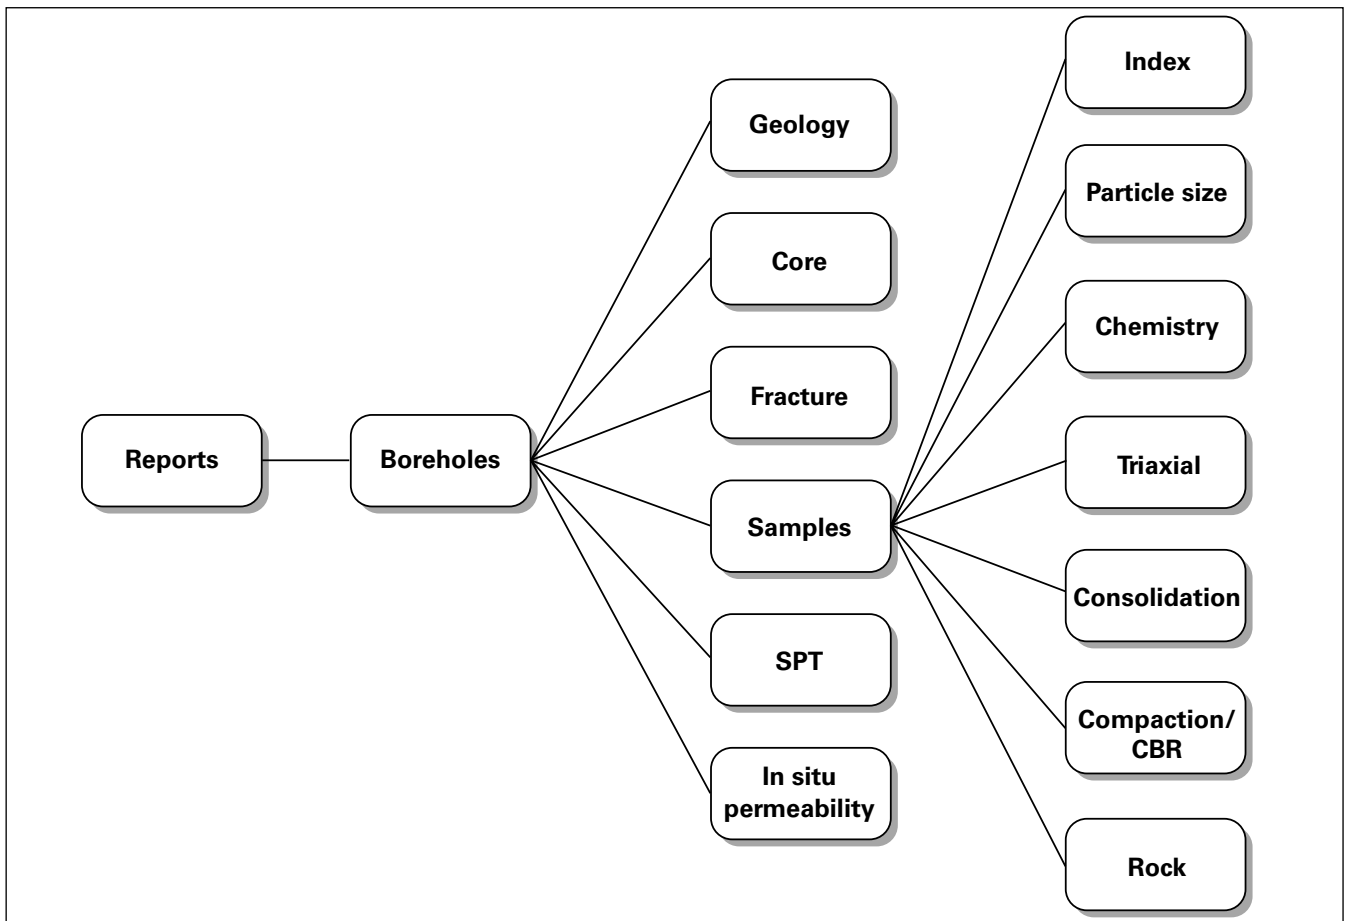 Reports
Boreholes
Geology
Core
Fracture
Samples
SPT
In situ
permeability
Index
Particle size
Chemistry
Triaxial
Consolidation
Compaction/
CBR
Rock